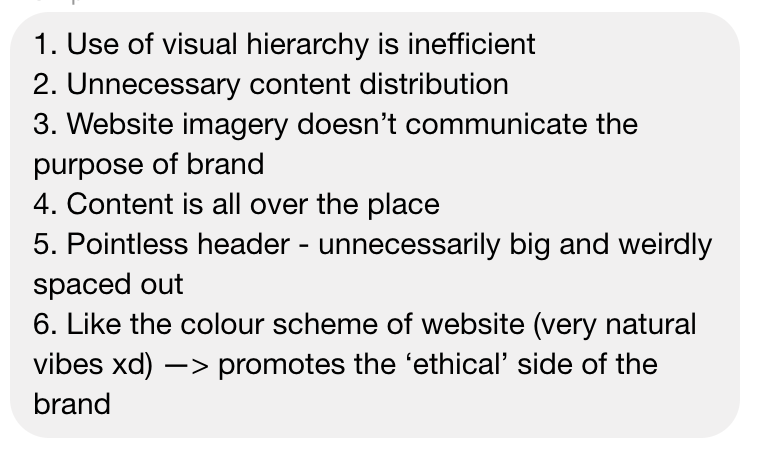 1. Use of visual hierarchy is inefficient
2. Unnecessary content distribution
3. Website imagery doesn’t communicate the
purpose of brand
4. Content is all over the place
5. Pointless header - unnecessarily big and weirdly
spaced out
6. Like the colour scheme of website (very natural
vibes xd) —> promotes the ‘ethical’ side of the
brand